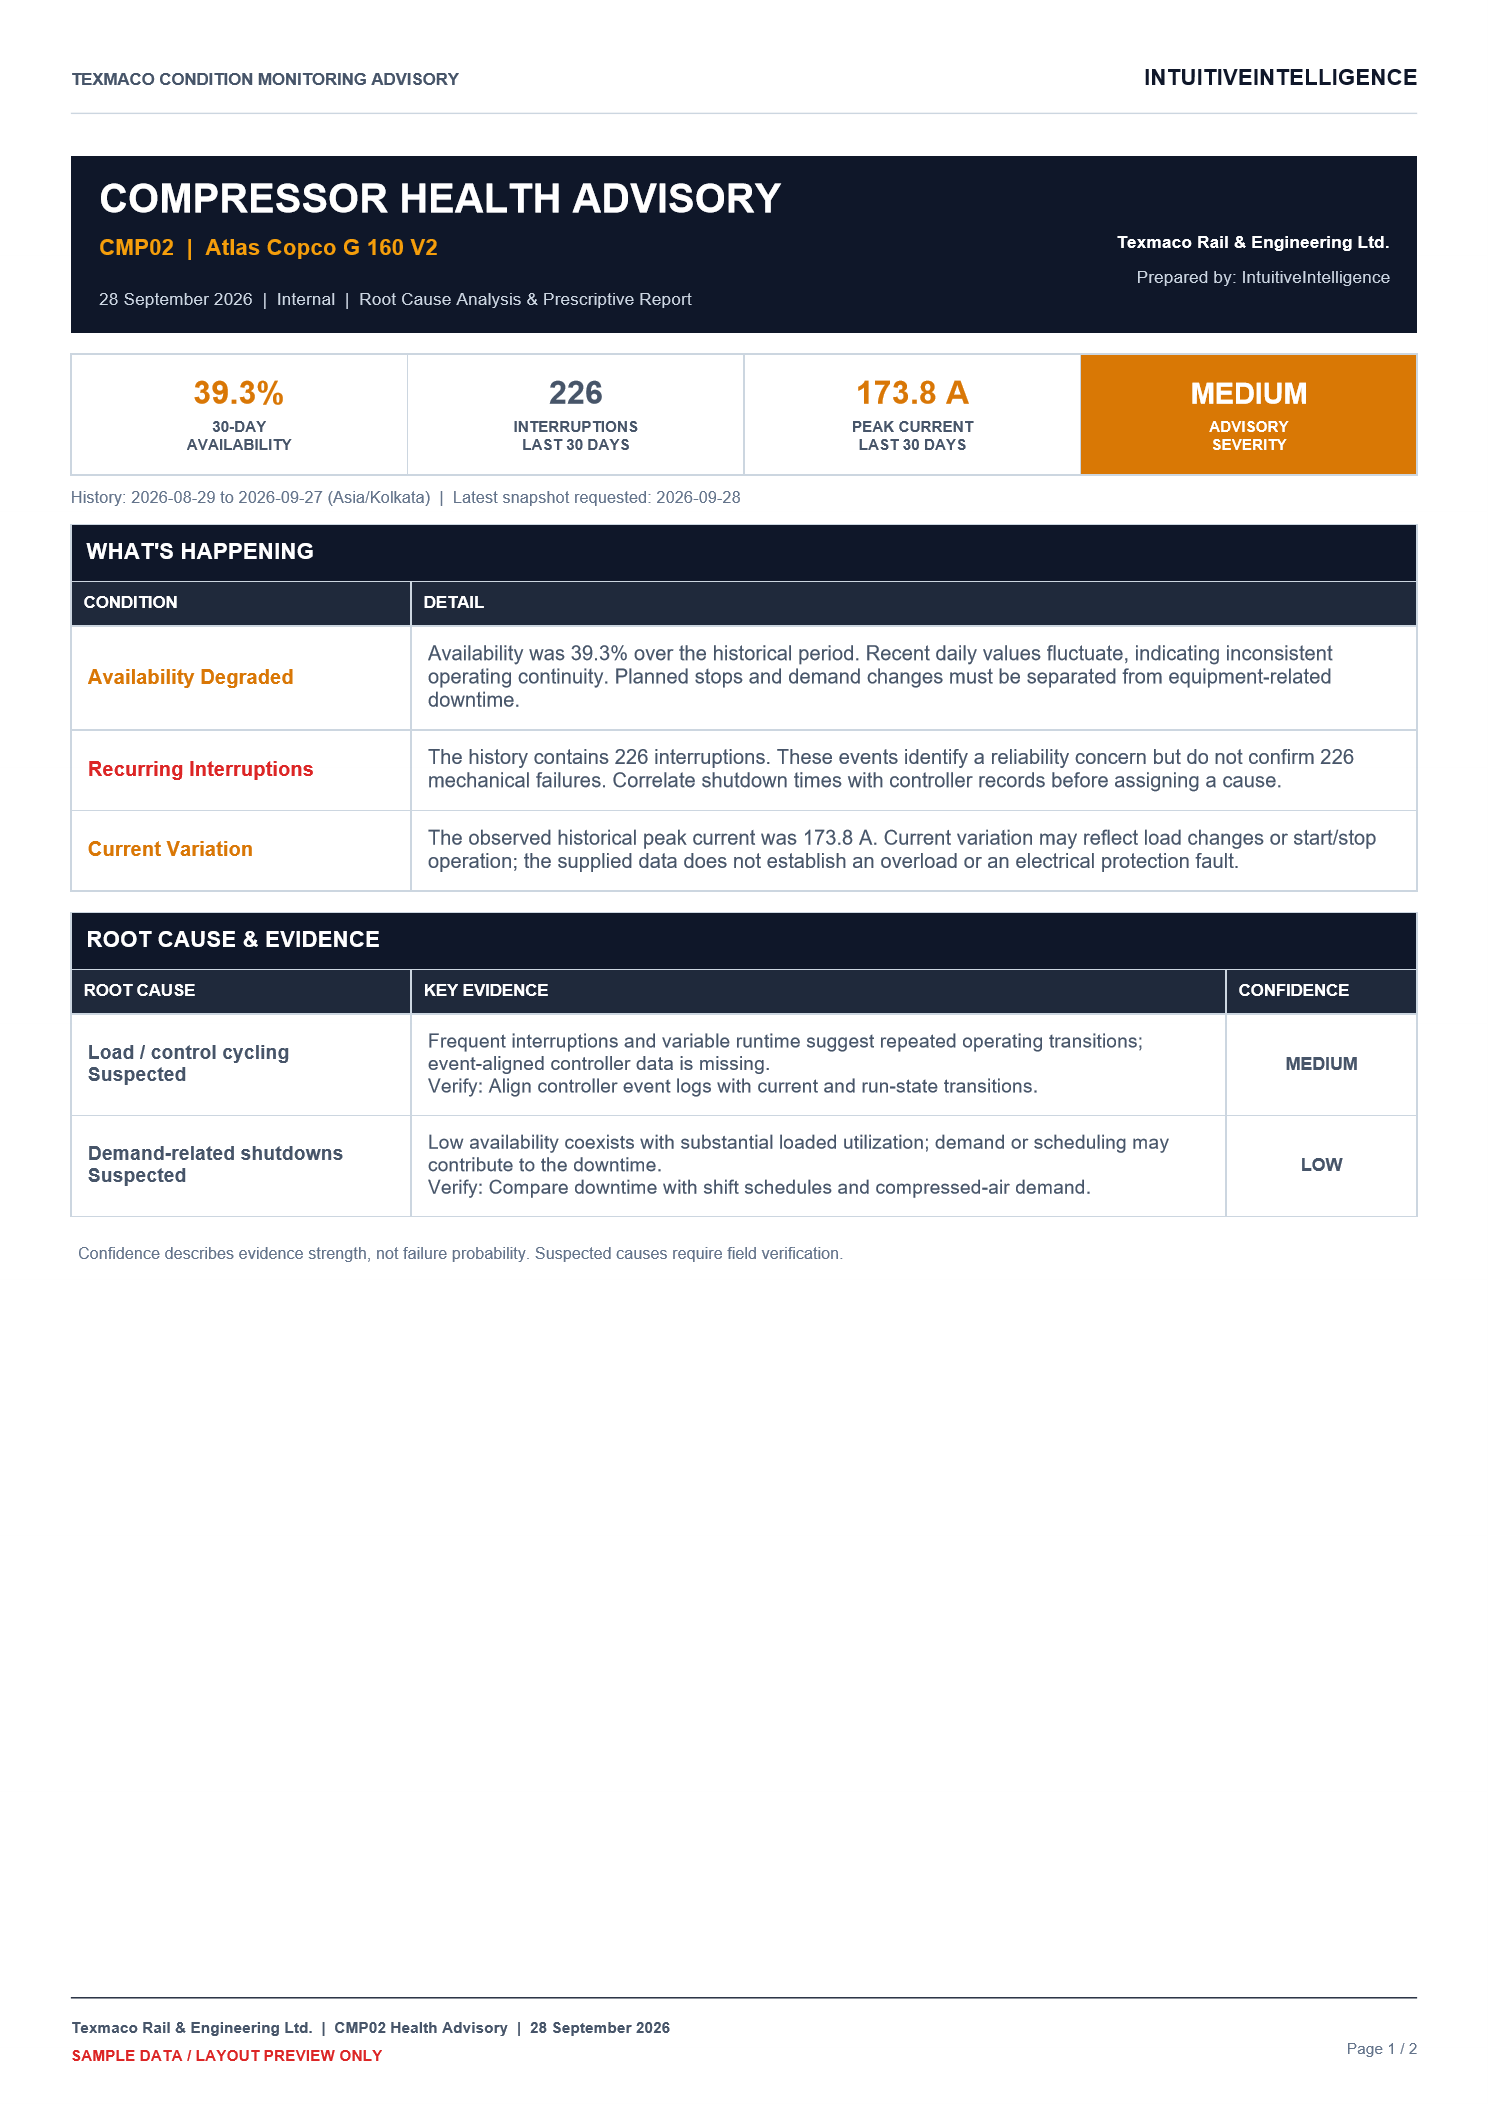 TEXMACO CONDITION MONITORING ADVISORY
INTUITIVEINTELLIGENCE
COMPRESSOR HEALTH ADVISORY
CMP02 | Atlas Copco G 160 V2
28 September 2026 | Internal | Root Cause Analysis & Prescriptive Report
Texmaco Rail & Engineering Ltd.
Prepared by: IntuitiveIntelligence
39.3%
30-DAY
AVAILABILITY
226
INTERRUPTIONS
LAST 30 DAYS
173.8 A
PEAK CURRENT
LAST 30 DAYS
MEDIUM
ADVISORY
SEVERITY
History: 2026-08-29 to 2026-09-27 (Asia/Kolkata) | Latest snapshot requested: 2026-09-28
WHAT'S HAPPENING
CONDITION
DETAIL
Availability Degraded
Availability was 39.3% over the historical period. Recent daily values fluctuate, indicating inconsistent
operating continuity. Planned stops and demand changes must be separated from equipment-related
downtime.
Recurring Interruptions
The history contains 226 interruptions. These events identify a reliability concern but do not confirm 226
mechanical failures. Correlate shutdown times with controller records before assigning a cause.
Current Variation
The observed historical peak current was 173.8 A. Current variation may reflect load changes or start/stop
operation; the supplied data does not establish an overload or an electrical protection fault.
ROOT CAUSE & EVIDENCE
ROOT CAUSE
KEY EVIDENCE
CONFIDENCE
Load / control cycling
Suspected
Frequent interruptions and variable runtime suggest repeated operating transitions;
event-aligned controller data is missing.
Verify: Align controller event logs with current and run-state transitions.
MEDIUM
Demand-related shutdowns
Suspected
Low availability coexists with substantial loaded utilization; demand or scheduling may
contribute to the downtime.
Verify: Compare downtime with shift schedules and compressed-air demand.
LOW
Confidence describes evidence strength, not failure probability. Suspected causes require field verification.
Texmaco Rail & Engineering Ltd. | CMP02 Health Advisory | 28 September 2026
SAMPLE DATA / LAYOUT PREVIEW ONLY
Page 1 / 2